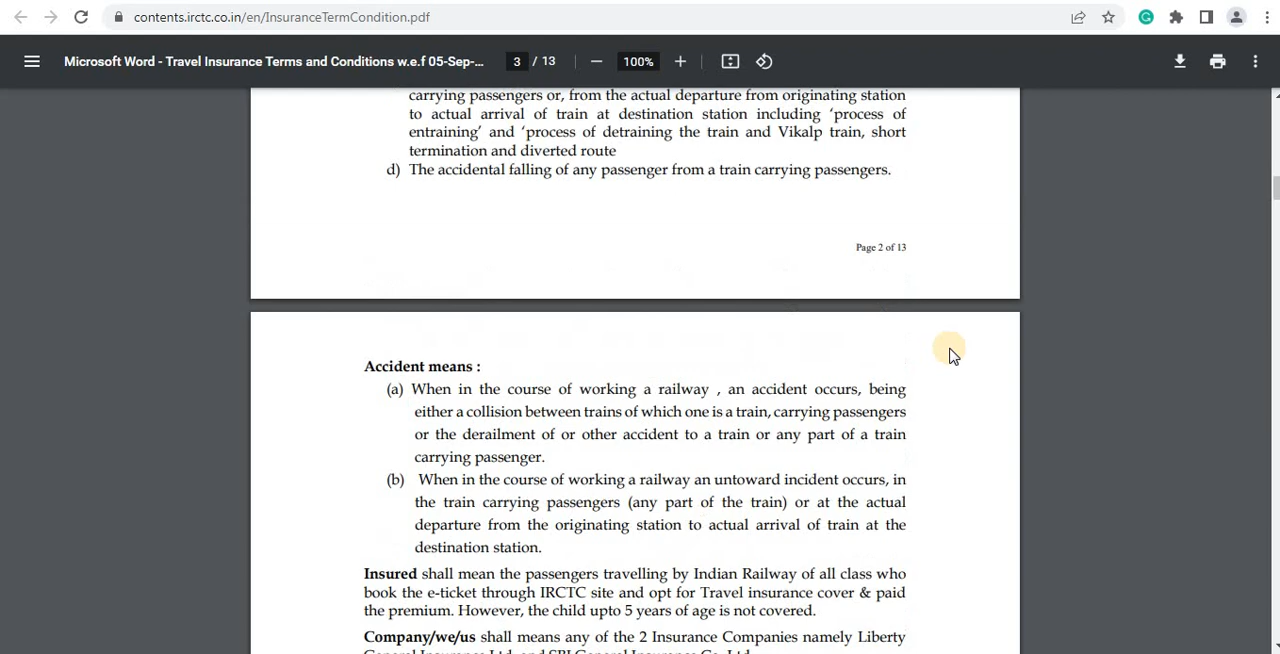 contents.irctc.co.in/en/InsuranceTermCondition.pdf
Microsoft Word - Travel Insurance Terms and Conditions w.e.f 05-Sep-... 3 / 13 100%
carrying passengers or, from the actual departure from originating station
to actual arrival of train at destination station including ‘process of
entraining’ and ‘process of detraining the train and Vikalp train, short
termination and diverted route
d) The accidental falling of any passenger from a train carrying passengers.
Page 2 of 13
Accident means :
(a) When in the course of working a railway , an accident occurs, being
either a collision between trains of which one is a train, carrying passengers
or the derailment of or other accident to a train or any part of a train
carrying passenger.
(b) When in the course of working a railway an untoward incident occurs, in
the train carrying passengers (any part of the train) or at the actual
departure from the originating station to actual arrival of train at the
destination station.
Insured shall mean the passengers travelling by Indian Railway of all class who
book the e-ticket through IRCTC site and opt for Travel insurance cover & paid
the premium. However, the child upto 5 years of age is not covered.
Company/we/us shall means any of the 2 Insurance Companies namely Liberty
General Insurance Ltd. and SBI General Insurance Co. Ltd.